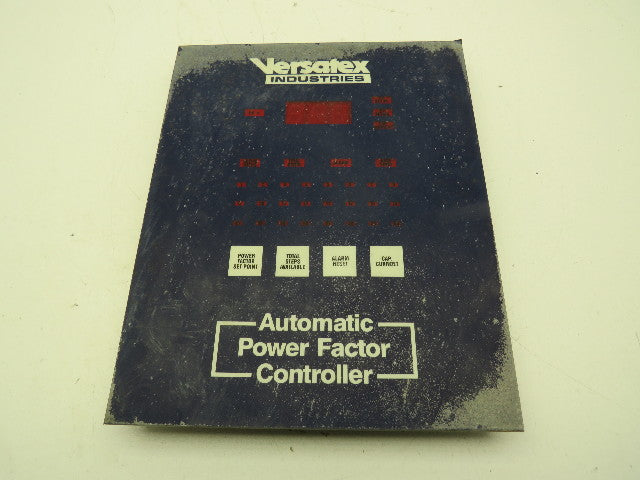 Versatex
INDUSTRIES
POWER
FACTOR
SET POINT
TOTAL
STEPS
AVAILABLE
ALARM
RESET
CAP.
CURRENT
Automatic
Power Factor
Controller